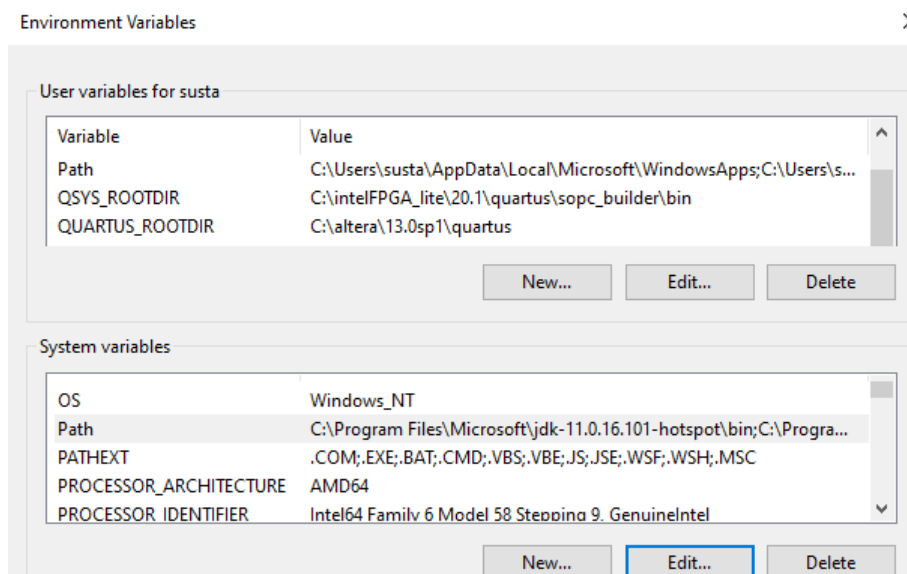 Environment Variables
User variables for susta
Variable Value
Path C:\Users\susta\AppData\Local\Microsoft\WindowsApps;C:\Users\s...
QSYS_ROOTDIR C:\intelFPGA_lite\20.1\quartus\sopc_builder\bin
QUARTUS_ROOTDIR C:\altera\13.0sp1\quartus
New... Edit... Delete
System variables
OS Windows_NT
Path C:\Program Files\Microsoft\jdk-11.0.16.101-hotspot\bin;C:\Progra...
PATHEXT .COM;.EXE;.BAT;.CMD;.VBS;.VBE;.JS;.JSE;.WSF;.WSH;.MSC
PROCESSOR_ARCHITECTURE AMD64
PROCESSOR_IDENTIFIER Intel64 Family 6 Model 58 Stepping 9, GenuineIntel
New... Edit... Delete